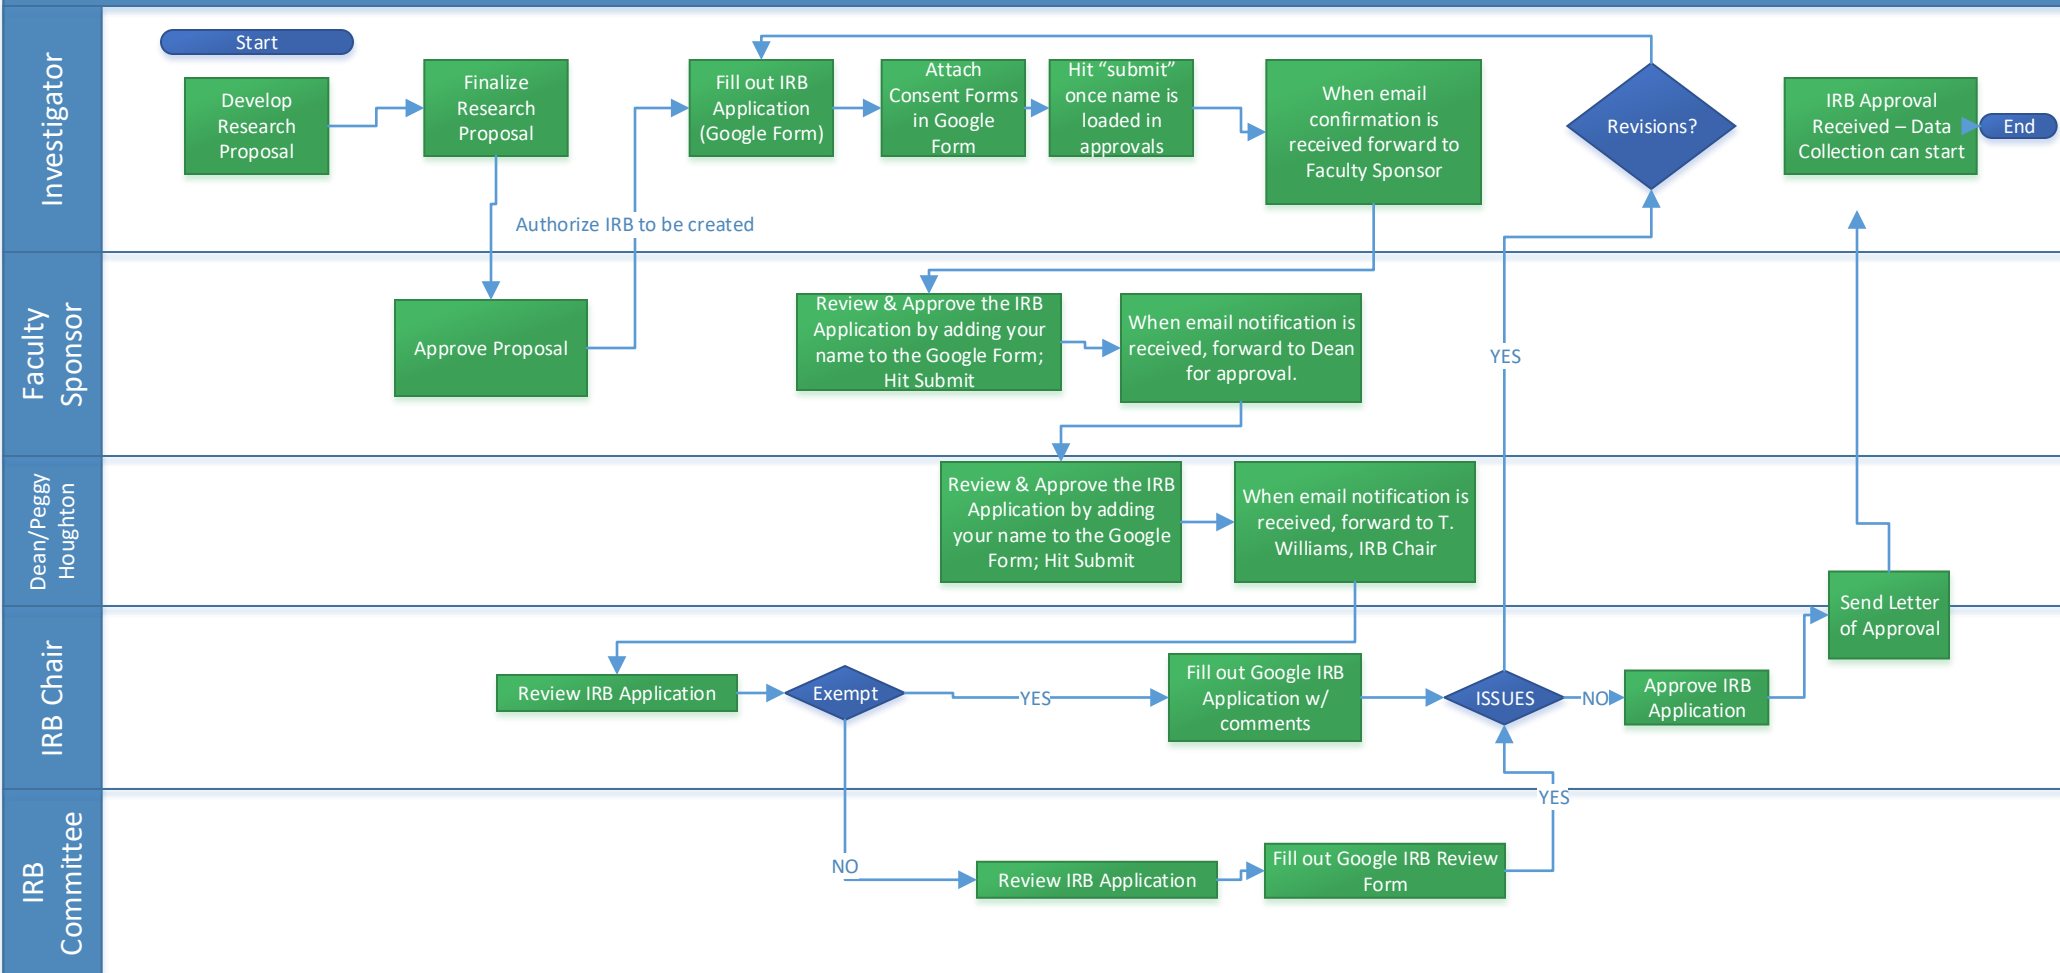 Investigator
Start
Develop
Research
Proposal
Finalize
Research
Proposal
Fill out IRB
Application
(Google Form)
Attach
Consent Forms
in Google
Form
Hit “submit”
once name is
loaded in
approvals
When email
confirmation is
received forward to
Faculty Sponsor
Revisions?
IRB Approval
Received – Data
Collection can start
End
Authorize IRB to be created
Faculty
Sponsor
Approve Proposal
Review & Approve the IRB
Application by adding your
name to the Google Form;
Hit Submit
When email notification is
received, forward to Dean
for approval.
YES
Dean/Peggy
Houghton
Review & Approve the IRB
Application by adding
your name to the Google
Form; Hit Submit
When email notification is
received, forward to T.
Williams, IRB Chair
Send Letter
of Approval
IRB Chair
Review IRB Application
Exempt
YES
Fill out Google IRB
Application w/
comments
ISSUES
NO
Approve IRB
Application
IRB
Committee
NO
Review IRB Application
Fill out Google IRB Review
Form
YES